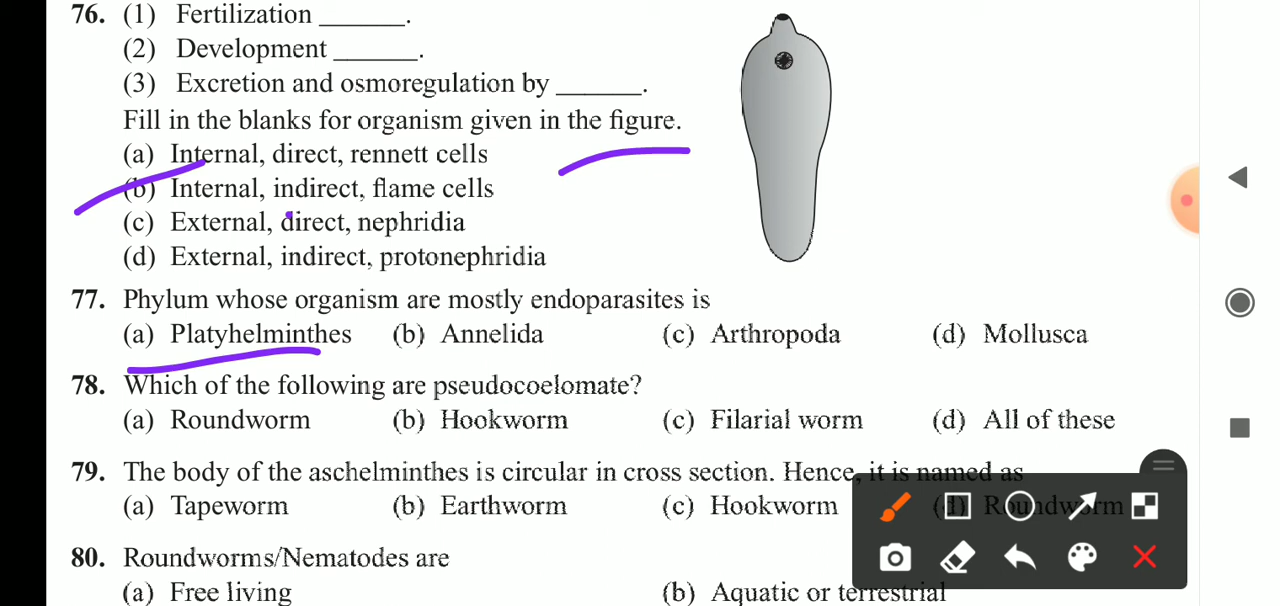 76. (1) Fertilization ______.
(2) Development ______.
(3) Excretion and osmoregulation by ______.
Fill in the blanks for organism given in the figure.
(a) Internal, direct, rennett cells
(b) Internal, indirect, flame cells
(c) External, direct, nephridia
(d) External, indirect, protonephridia
77. Phylum whose organism are mostly endoparasites is
(a) Platyhelminthes (b) Annelida (c) Arthropoda (d) Mollusca
78. Which of the following are pseudocoelomate?
(a) Roundworm (b) Hookworm (c) Filarial worm (d) All of these
79. The body of the aschelminthes is circular in cross section. Hence, it is named as
(a) Tapeworm (b) Earthworm (c) Hookworm (d) Roundworm
80. Roundworms/Nematodes are
(a) Free living (b) Aquatic or terrestrial